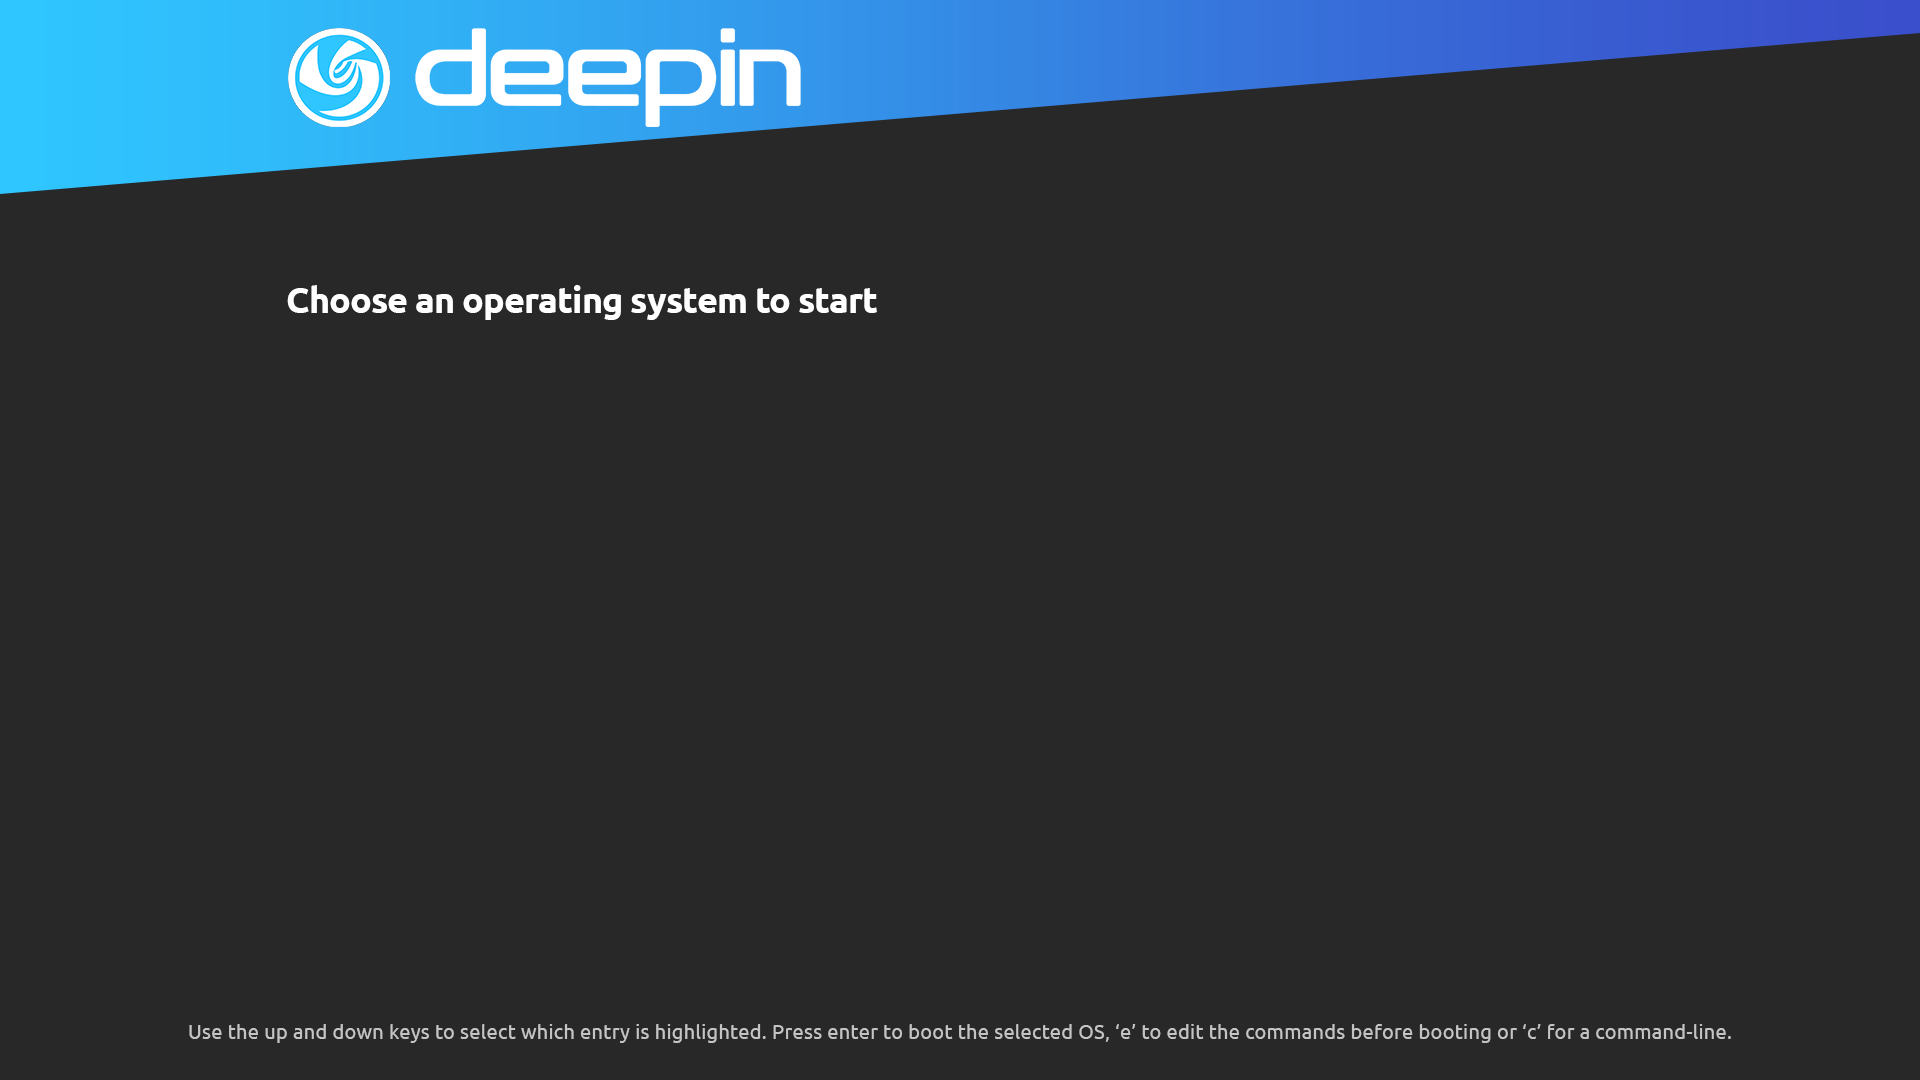 deepin
Choose an operating system to start
Use the up and down keys to select which entry is highlighted. Press enter to boot the selected OS, ‘e’ to edit the commands before booting or ‘c’ for a command-line.